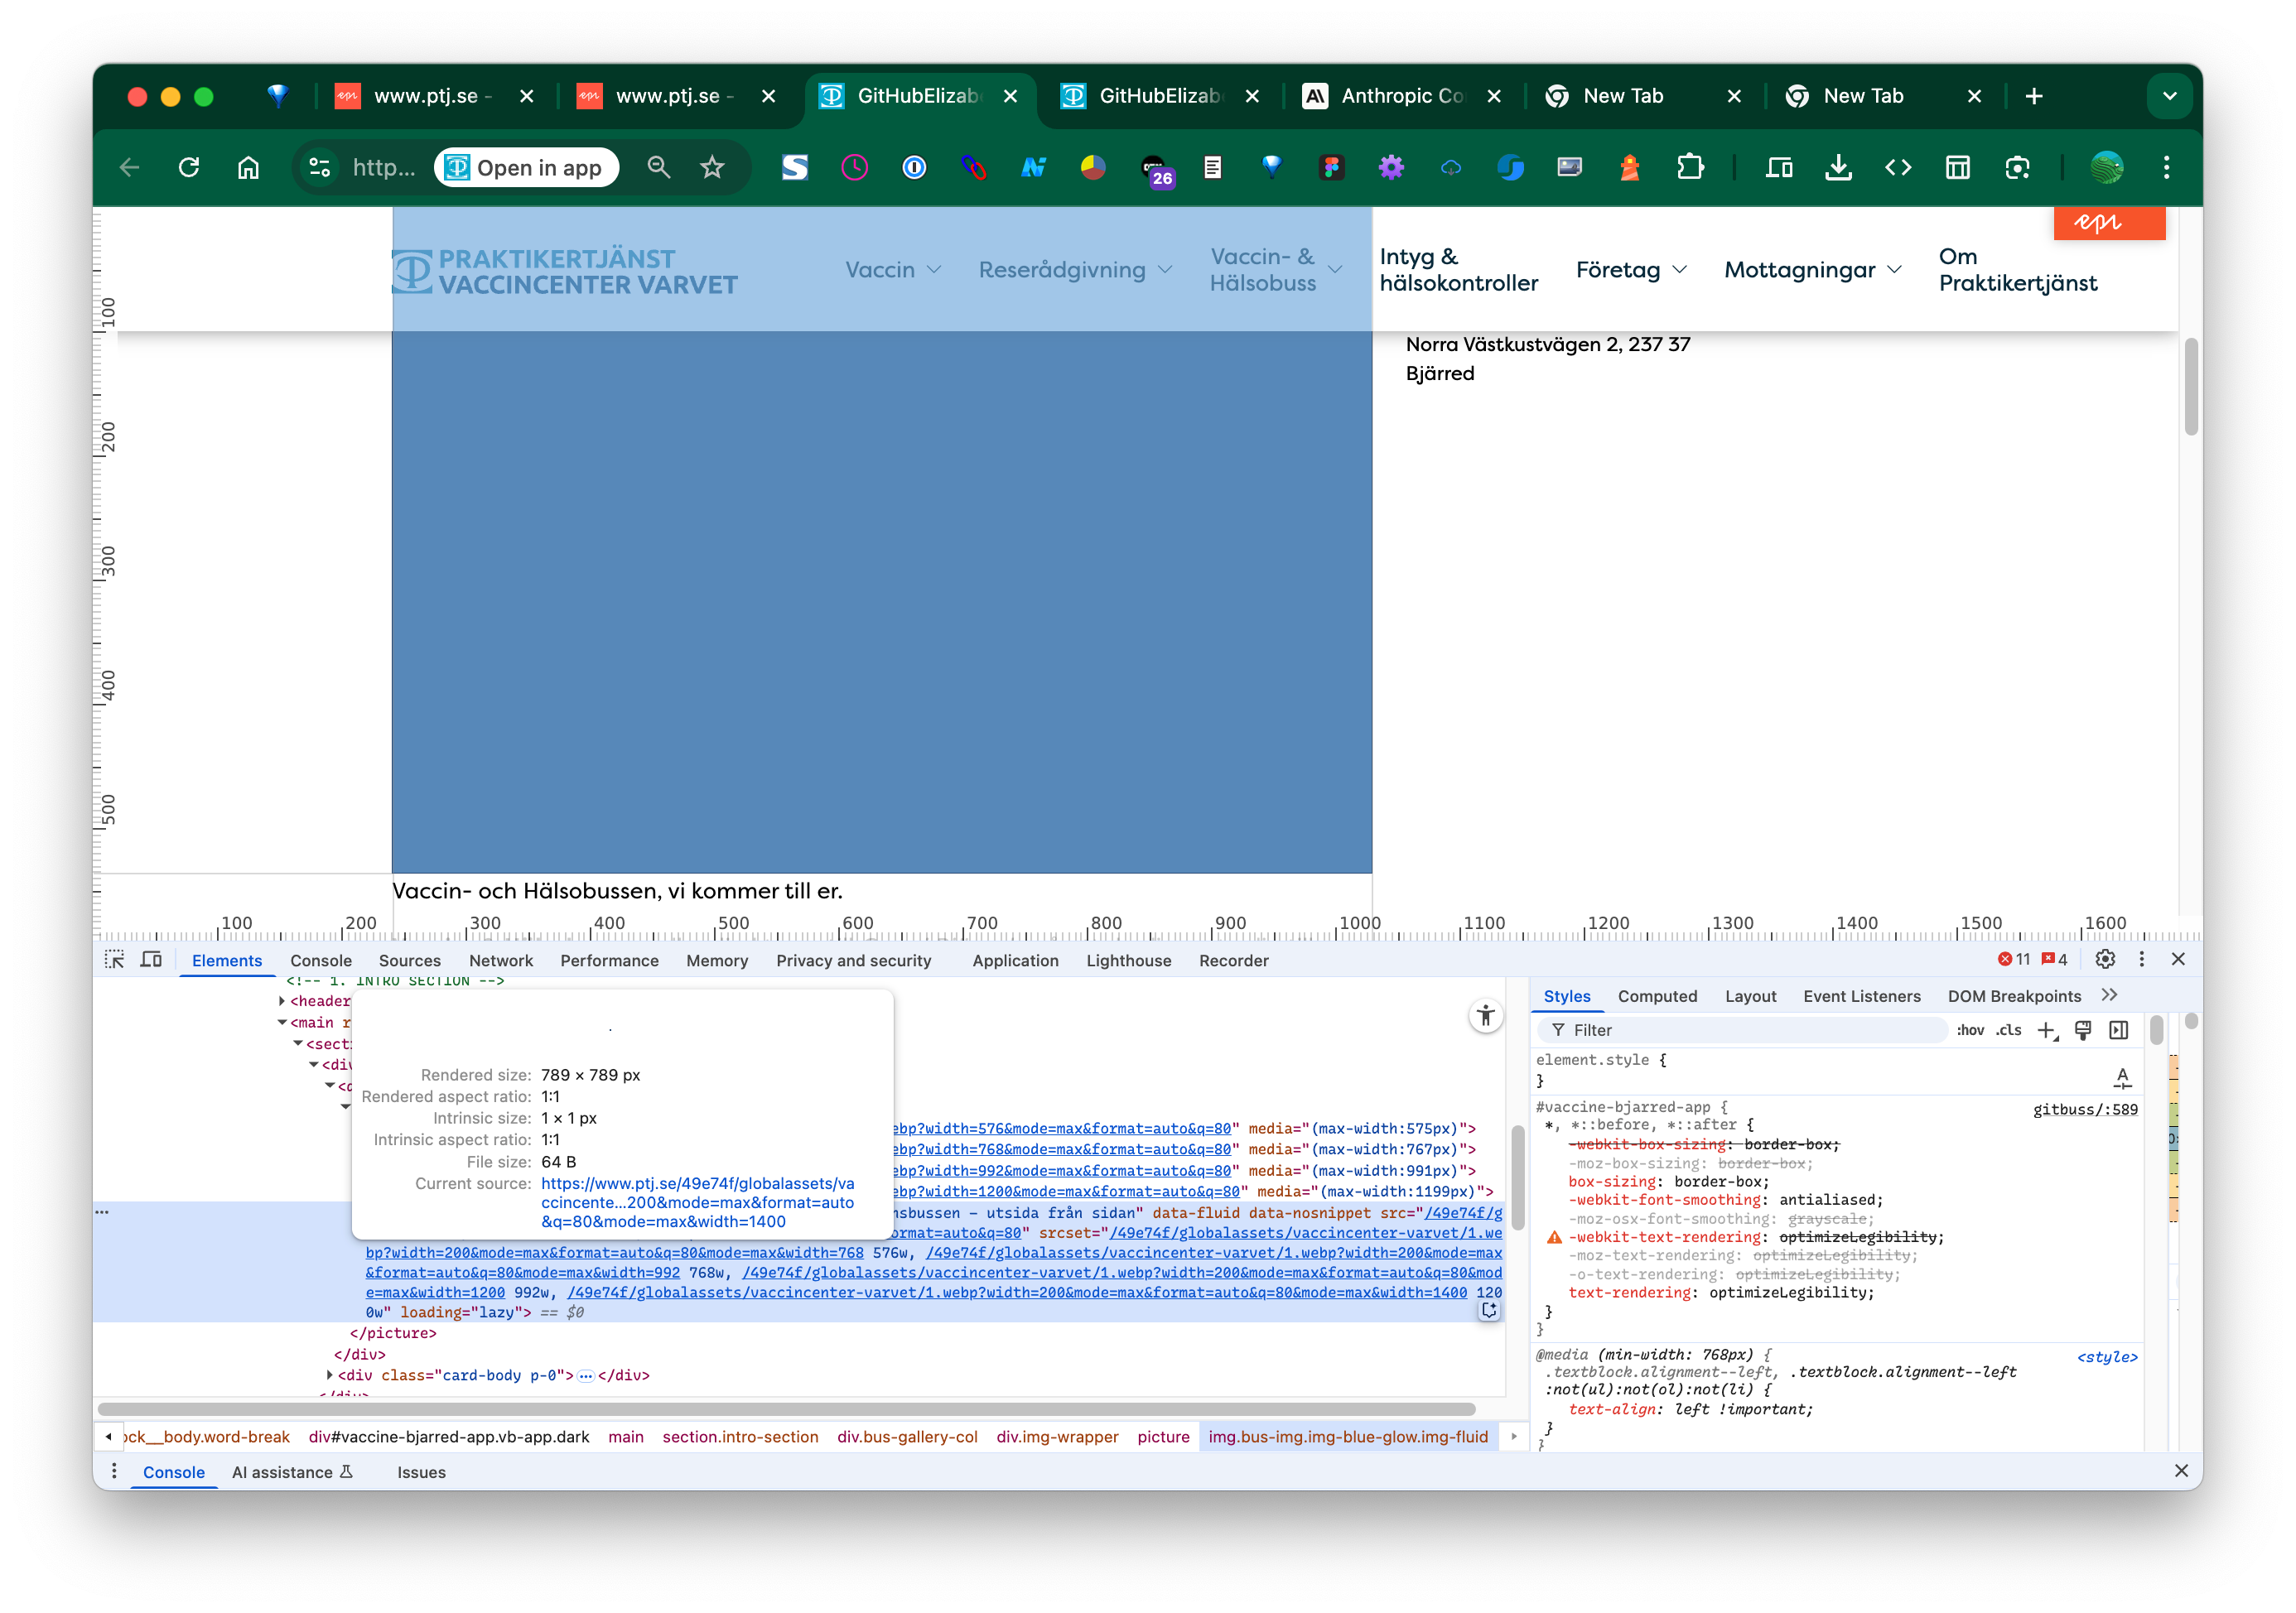 www.ptj.se -
www.ptj.se -
GitHubElizab
GitHubElizab
Anthropic Co
New Tab
New Tab
http...
Open in app
26
epi
PRAKTIKERTJÄNST
VACCINCENTER VARVET
Vaccin
Reserådgivning
Vaccin- &
Hälsobuss
Intyg &
hälsokontroller
Företag
Mottagningar
Om
Praktikertjänst
Norra Västkustvägen 2, 237 37
Bjärred
100
200
300
400
500
Vaccin- och Hälsobussen, vi kommer till er.
100 200 300 400 500 600 700 800 900 1000 1100 1200 1300 1400 1500 1600
Elements Console Sources Network Performance Memory Privacy and security Application Lighthouse Recorder
11 4
<!-- 1. INTRO SECTION -->
<header
<main r
<secti
<div
<d
Rendered size: 789 × 789 px
Rendered aspect ratio: 1:1
Intrinsic size: 1 × 1 px
Intrinsic aspect ratio: 1:1
File size: 64 B
Current source: https://www.ptj.se/49e74f/globalassets/va
ccincente...200&mode=max&format=auto
&q=80&mode=max&width=1400
ebp?width=576&mode=max&format=auto&q=80" media="(max-width:575px)">
ebp?width=768&mode=max&format=auto&q=80" media="(max-width:767px)">
ebp?width=992&mode=max&format=auto&q=80" media="(max-width:991px)">
ebp?width=1200&mode=max&format=auto&q=80" media="(max-width:1199px)">
nsbussen – utsida från sidan" data-fluid data-nosnippet src="/49e74f/g
ormat=auto&q=80" srcset="/49e74f/globalassets/vaccincenter-varvet/1.we
bp?width=200&mode=max&format=auto&q=80&mode=max&width=768 576w, /49e74f/globalassets/vaccincenter-varvet/1.webp?width=200&mode=max
&format=auto&q=80&mode=max&width=992 768w, /49e74f/globalassets/vaccincenter-varvet/1.webp?width=200&mode=max&format=auto&q=80&mod
e=max&width=1200 992w, /49e74f/globalassets/vaccincenter-varvet/1.webp?width=200&mode=max&format=auto&q=80&mode=max&width=1400 120
0w" loading="lazy"> == $0
</picture>
</div>
<div class="card-body p-0">…</div>
</div>
ock__body.word-break div#vaccine-bjarred-app.vb-app.dark main section.intro-section div.bus-gallery-col div.img-wrapper picture img.bus-img.img-blue-glow.img-fluid
Styles Computed Layout Event Listeners DOM Breakpoints
Filter
:hov .cls
element.style {
}
#vaccine-bjarred-app { gitbuss/:589
*, *::before, *::after {
-webkit-box-sizing: border-box;
-moz-box-sizing: border-box;
box-sizing: border-box;
-webkit-font-smoothing: antialiased;
-moz-osx-font-smoothing: grayscale;
-webkit-text-rendering: optimizeLegibility;
-moz-text-rendering: optimizeLegibility;
-o-text-rendering: optimizeLegibility;
text-rendering: optimizeLegibility;
}
}
@media (min-width: 768px) { <style>
.textblock.alignment--left, .textblock.alignment--left
:not(ul):not(ol):not(li) {
text-align: left !important;
}
}
Console AI assistance Issues